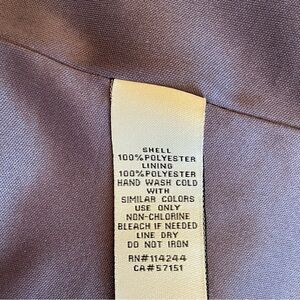 SHELL
100%POLYESTER
LINING
100%POLYESTER
HAND WASH COLD
WITH
SIMILAR COLORS
USE ONLY
NON-CHLORINE
BLEACH IF NEEDED
LINE DRY
DO NOT IRON
RN#114244
CA#57151